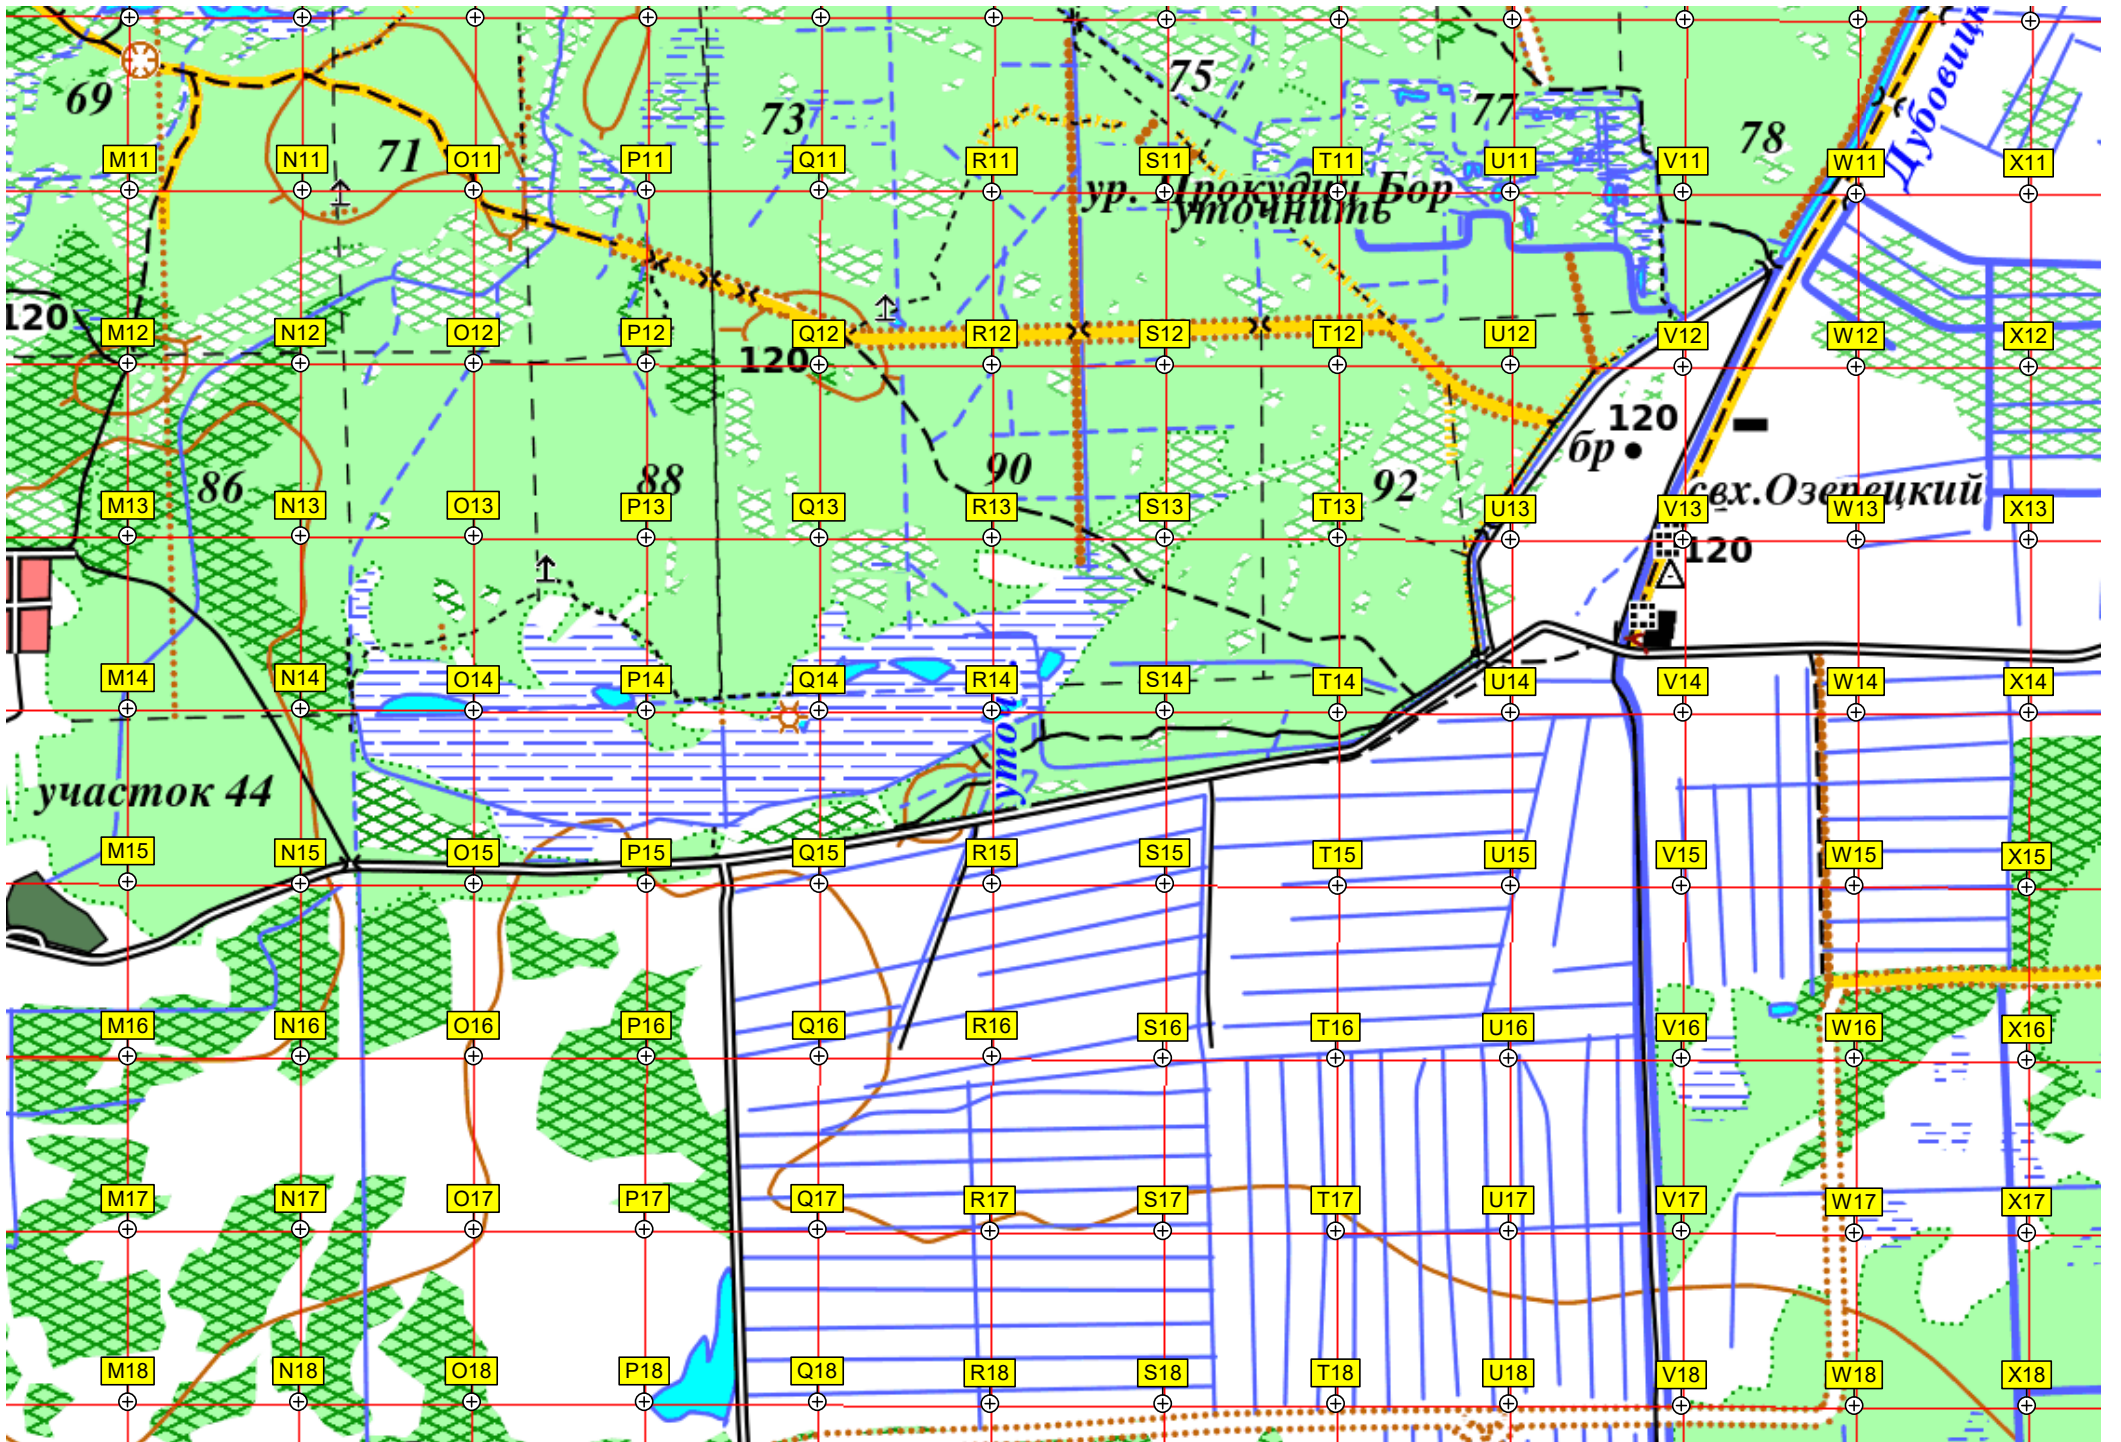 75
69
77
73
78
71
Дубовицк
M11 N11 O11 P11 Q11 R11 S11 T11 U11 V11 W11 X11
ур. Прокудин Бор
уточнить
120
M12 N12 O12 P12 Q12 R12 S12 T12 U12 V12 W12 X12
120
120
бр
86 88 90 92
свх.Озерецкий
M13 N13 O13 P13 Q13 R13 S13 T13 U13 V13 W13 X13
120
M14 N14 O14 P14 Q14 R14 S14 T14 U14 V14 W14 X14
уточ
участок 44
M15 N15 O15 P15 Q15 R15 S15 T15 U15 V15 W15 X15
M16 N16 O16 P16 Q16 R16 S16 T16 U16 V16 W16 X16
M17 N17 O17 P17 Q17 R17 S17 T17 U17 V17 W17 X17
M18 N18 O18 P18 Q18 R18 S18 T18 U18 V18 W18 X18